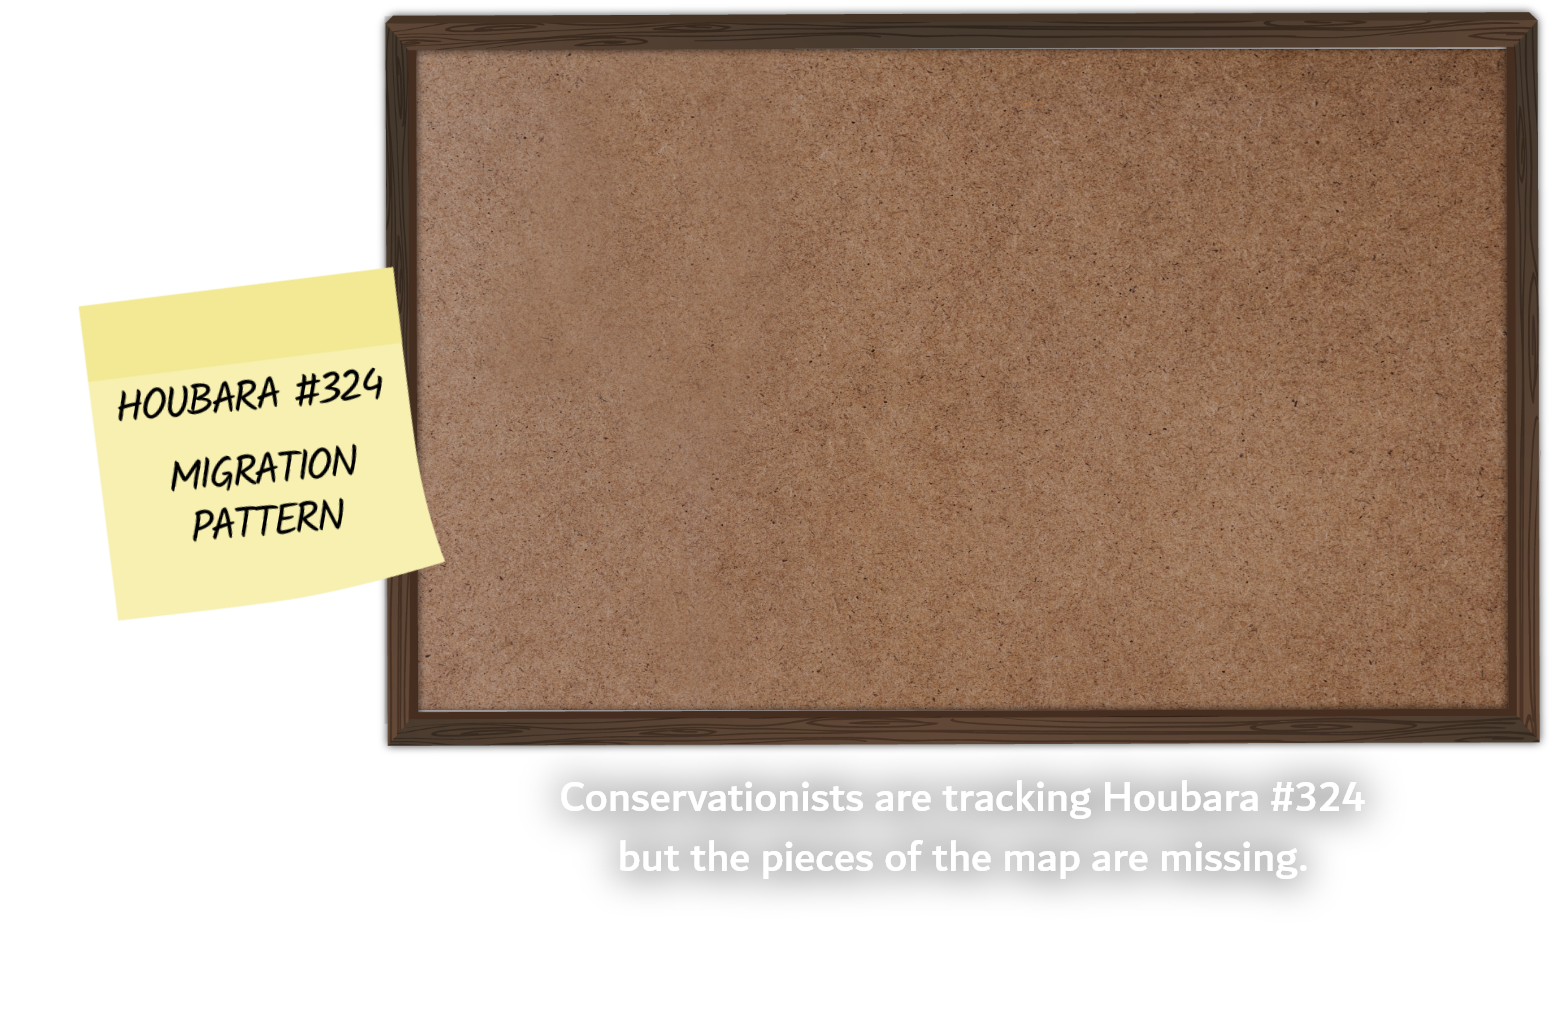 HOUBARA #324
MIGRATION
PATTERN
Conservationists are tracking Houbara #324
but the pieces of the map are missing.